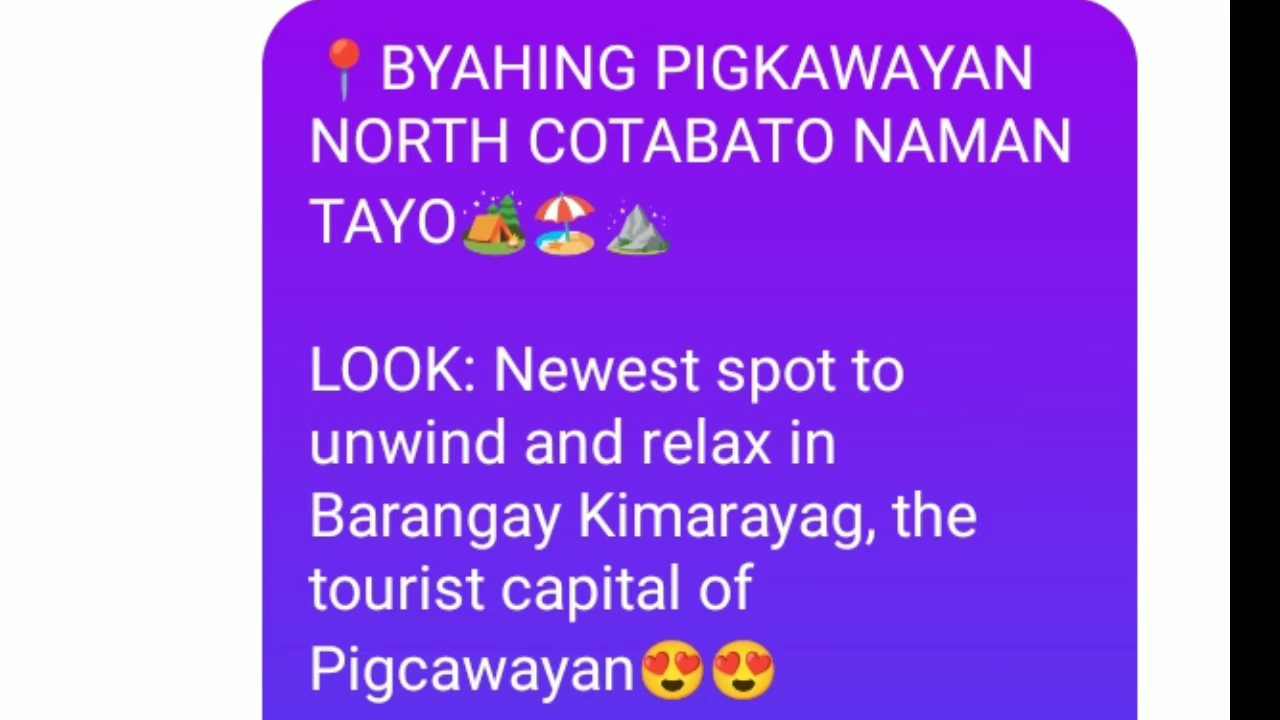 📍BYAHING PIGKAWAYAN
NORTH COTABATO NAMAN
TAYO🏕️🏖️⛰️
LOOK: Newest spot to
unwind and relax in
Barangay Kimarayag, the
tourist capital of
Pigcawayan😍😍